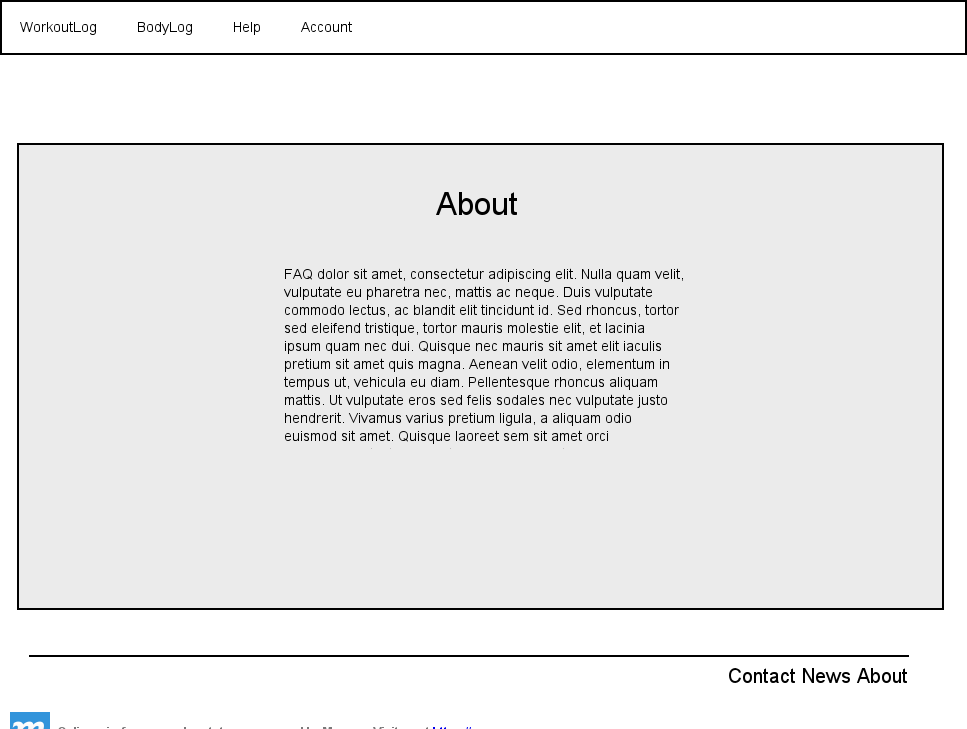 WorkoutLog BodyLog Help Account
About
FAQ dolor sit amet, consectetur adipiscing elit. Nulla quam velit,
vulputate eu pharetra nec, mattis ac neque. Duis vulputate
commodo lectus, ac blandit elit tincidunt id. Sed rhoncus, tortor
sed eleifend tristique, tortor mauris molestie elit, et lacinia
ipsum quam nec dui. Quisque nec mauris sit amet elit iaculis
pretium sit amet quis magna. Aenean velit odio, elementum in
tempus ut, vehicula eu diam. Pellentesque rhoncus aliquam
mattis. Ut vulputate eros sed felis sodales nec vulputate justo
hendrerit. Vivamus varius pretium ligula, a aliquam odio
euismod sit amet. Quisque laoreet sem sit amet orci
Contact News About
m